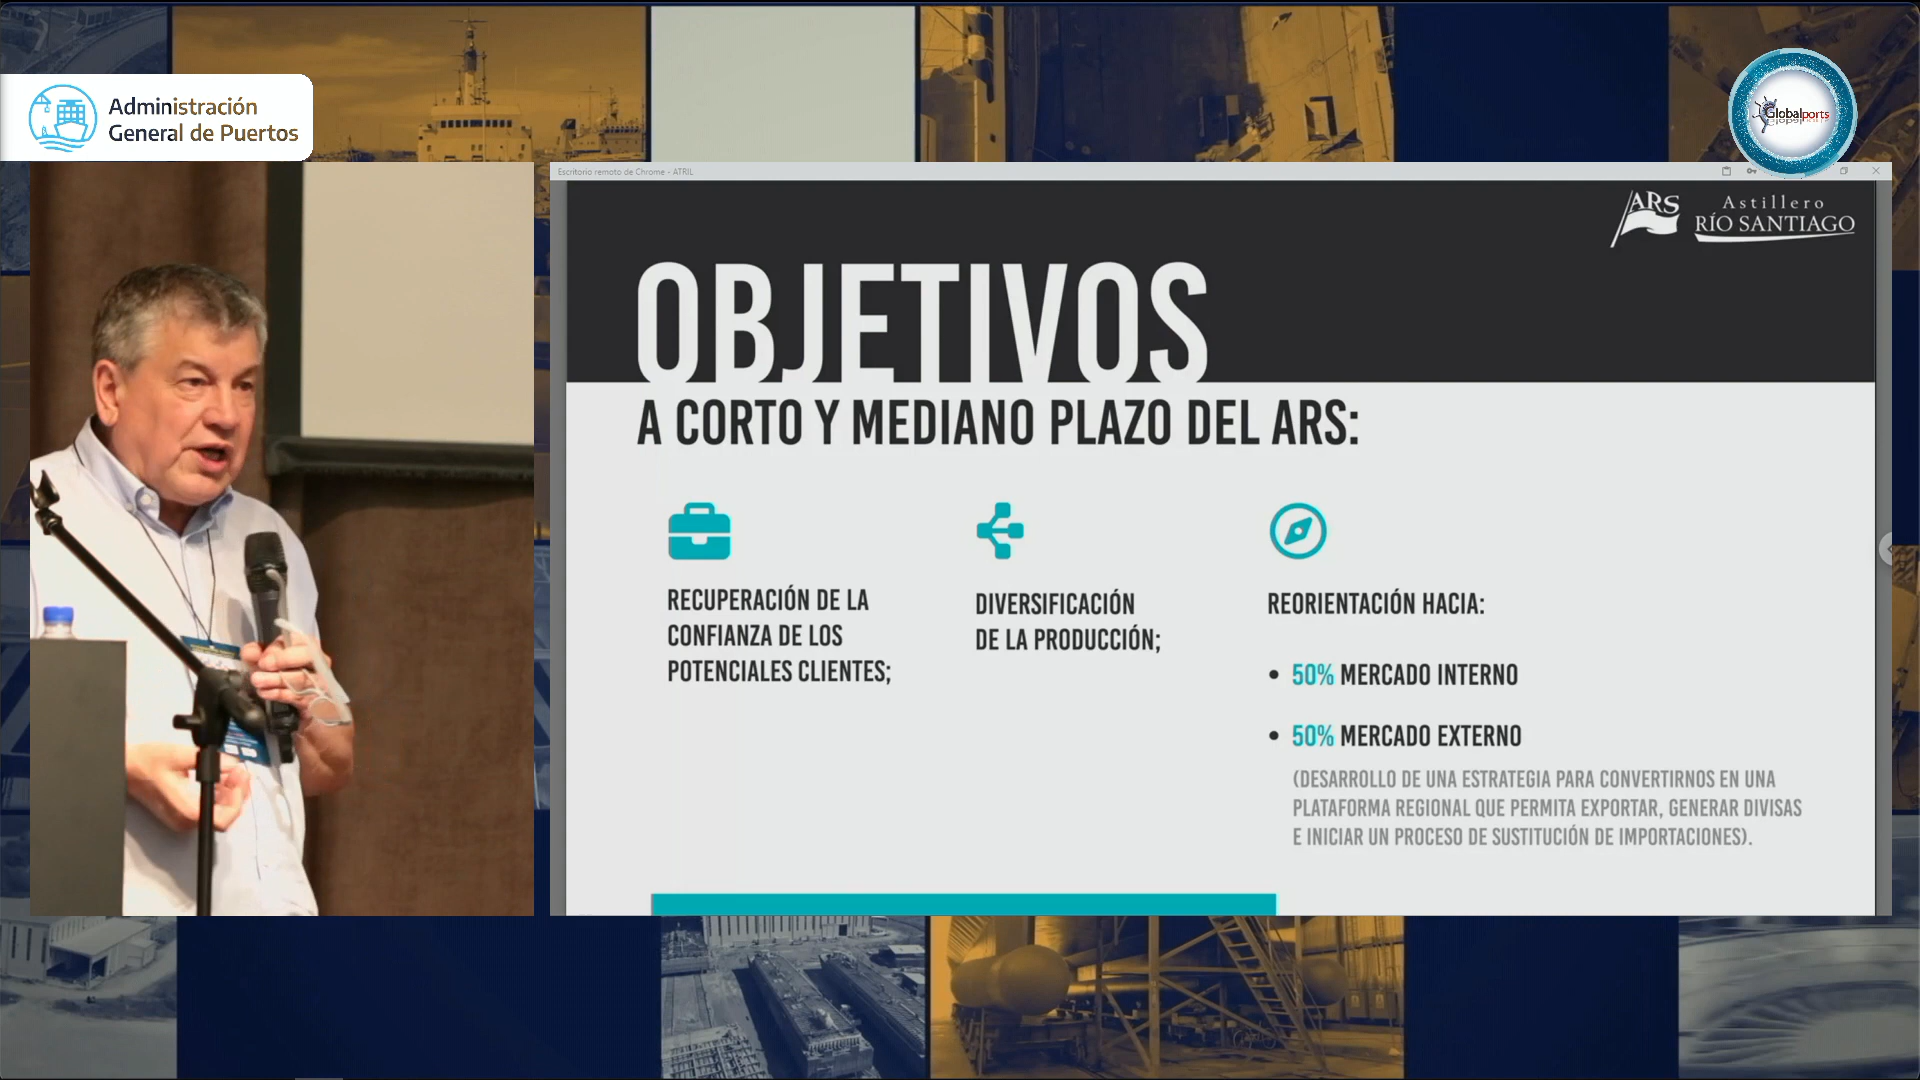 Administración
General de Puertos
Globalports
Escritorio remoto de Chrome - ATRIL
ARS
Astillero
RÍO SANTIAGO
OBJETIVOS
A CORTO Y MEDIANO PLAZO DEL ARS:
RECUPERACIÓN DE LA
CONFIANZA DE LOS
POTENCIALES CLIENTES;
DIVERSIFICACIÓN
DE LA PRODUCCIÓN;
REORIENTACIÓN HACIA:
• 50% MERCADO INTERNO
• 50% MERCADO EXTERNO
(DESARROLLO DE UNA ESTRATEGIA PARA CONVERTIRNOS EN UNA
PLATAFORMA REGIONAL QUE PERMITA EXPORTAR, GENERAR DIVISAS
E INICIAR UN PROCESO DE SUSTITUCIÓN DE IMPORTACIONES).